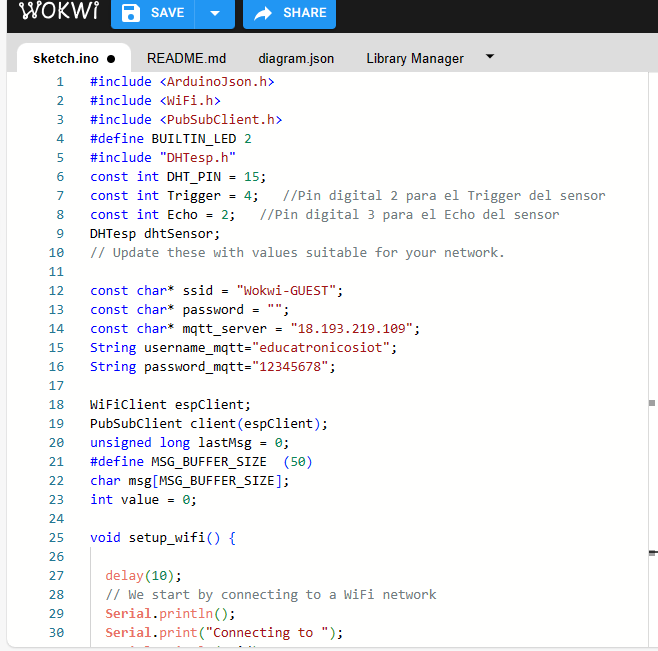 WOKWi SAVE SHARE
sketch.ino README.md diagram.json Library Manager
1 #include <ArduinoJson.h>
2 #include <WiFi.h>
3 #include <PubSubClient.h>
4 #define BUILTIN_LED 2
5 #include "DHTesp.h"
6 const int DHT_PIN = 15;
7 const int Trigger = 4;   //Pin digital 2 para el Trigger del sensor
8 const int Echo = 2;   //Pin digital 3 para el Echo del sensor
9 DHTesp dhtSensor;
10 // Update these with values suitable for your network.
11
12 const char* ssid = "Wokwi-GUEST";
13 const char* password = "";
14 const char* mqtt_server = "18.193.219.109";
15 String username_mqtt="educatronicosiot";
16 String password_mqtt="12345678";
17
18 WiFiClient espClient;
19 PubSubClient client(espClient);
20 unsigned long lastMsg = 0;
21 #define MSG_BUFFER_SIZE  (50)
22 char msg[MSG_BUFFER_SIZE];
23 int value = 0;
24
25 void setup_wifi() {
26
27   delay(10);
28   // We start by connecting to a WiFi network
29   Serial.println();
30   Serial.print("Connecting to ");